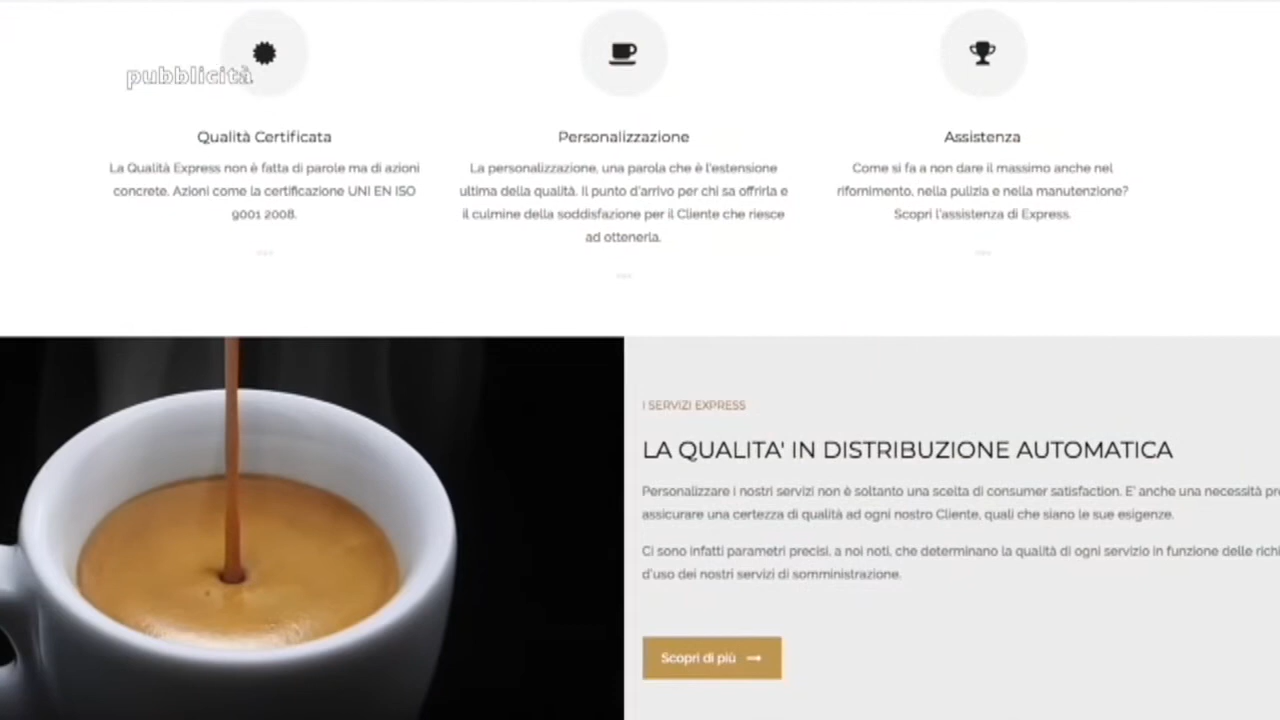 pubblicità
Qualità Certificata
La Qualità Express non è fatta di parole ma di azioni
concrete. Azioni come la certificazione UNI EN ISO
9001 2008.
Personalizzazione
La personalizzazione, una parola che è l'estensione
ultima della qualità. Il punto d'arrivo per chi sa offrirla e
il culmine della soddisfazione per il Cliente che riesce
ad ottenerla.
Assistenza
Come si fa a non dare il massimo anche nel
rifornimento, nella pulizia e nella manutenzione?
Scopri l'assistenza di Express.
I SERVIZI EXPRESS
LA QUALITA' IN DISTRIBUZIONE AUTOMATICA
Personalizzare i nostri servizi non è soltanto una scelta di consumer satisfaction. E' anche una necessità
assicurare una certezza di qualità ad ogni nostro Cliente, quali che siano le sue esigenze.
Ci sono infatti parametri precisi, a noi noti, che determinano la qualità di ogni servizio in funzione delle
d'uso dei nostri servizi di somministrazione.
Scopri di più